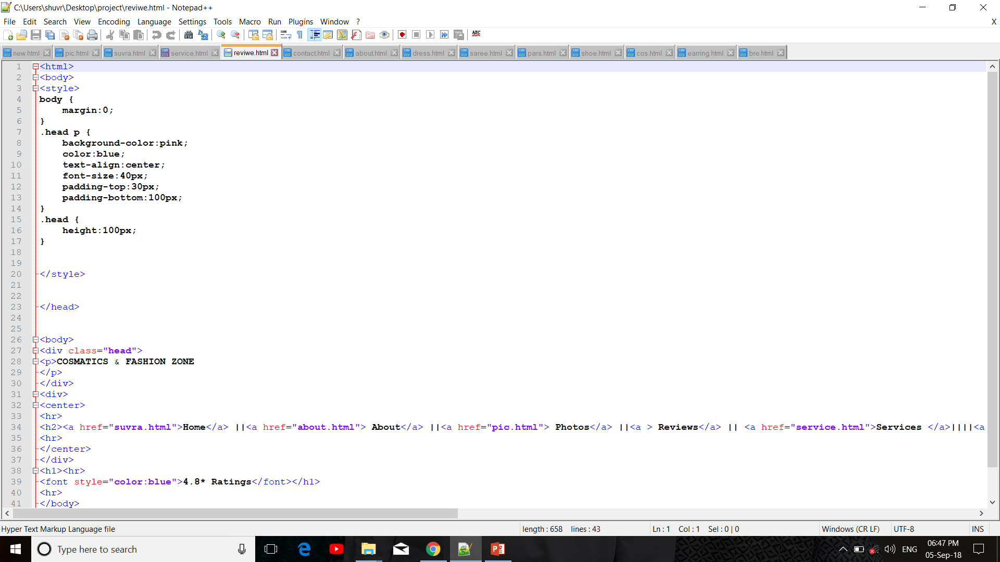 C:\Users\shuvr\Desktop\project\reviwe.html - Notepad++
File Edit Search View Encoding Language Settings Tools Macro Run Plugins Window ? X
ABC
new.html pic.html suvra.html service.html reviwe.html contact.html about.html dress.html saree.html pars.html shoe.html cos.html earring.html bre.html
1 <html>
2 <body>
3 <style>
4 body {
5 margin:0;
6 }
7 .head p {
8 background-color:pink;
9 color:blue;
10 text-align:center;
11 font-size:40px;
12 padding-top:30px;
13 padding-bottom:100px;
14 }
15 .head {
16 height:100px;
17 }
18
19
20 </style>
21
22
23 </head>
24
25
26 <body>
27 <div class="head">
28 <p>COSMATICS & FASHION ZONE
29 </p>
30 </div>
31 <div>
32 <center>
33 <hr>
34 <h2><a href="suvra.html">Home</a> ||<a href="about.html"> About</a> ||<a href="pic.html"> Photos</a> ||<a > Reviews</a> || <a href="service.html">Services </a>||||<a
35 <hr>
36 </center>
37 </div>
38 <h1><hr>
39 <font style="color:blue">4.8* Ratings</font></h1>
40 <hr>
41 </body>
Hyper Text Markup Language file length : 658 lines : 43 Ln : 1 Col : 1 Sel : 0 | 0 Windows (CR LF) UTF-8 INS
Type here to search ENG 06:47 PM
05-Sep-18